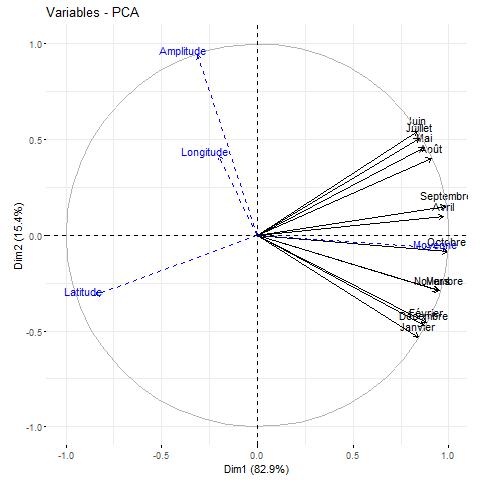 Variables - PCA
Amplitude
Longitude
Latitude
Juin
Juillet
Mai
Août
Septembre
Avril
Octobre
Moyenne
Novembre
Mars
Février
Décembre
Janvier
1.0
0.5
0.0
-0.5
-1.0
-1.0
-0.5
0.0
0.5
1.0
Dim2 (15.4%)
Dim1 (82.9%)